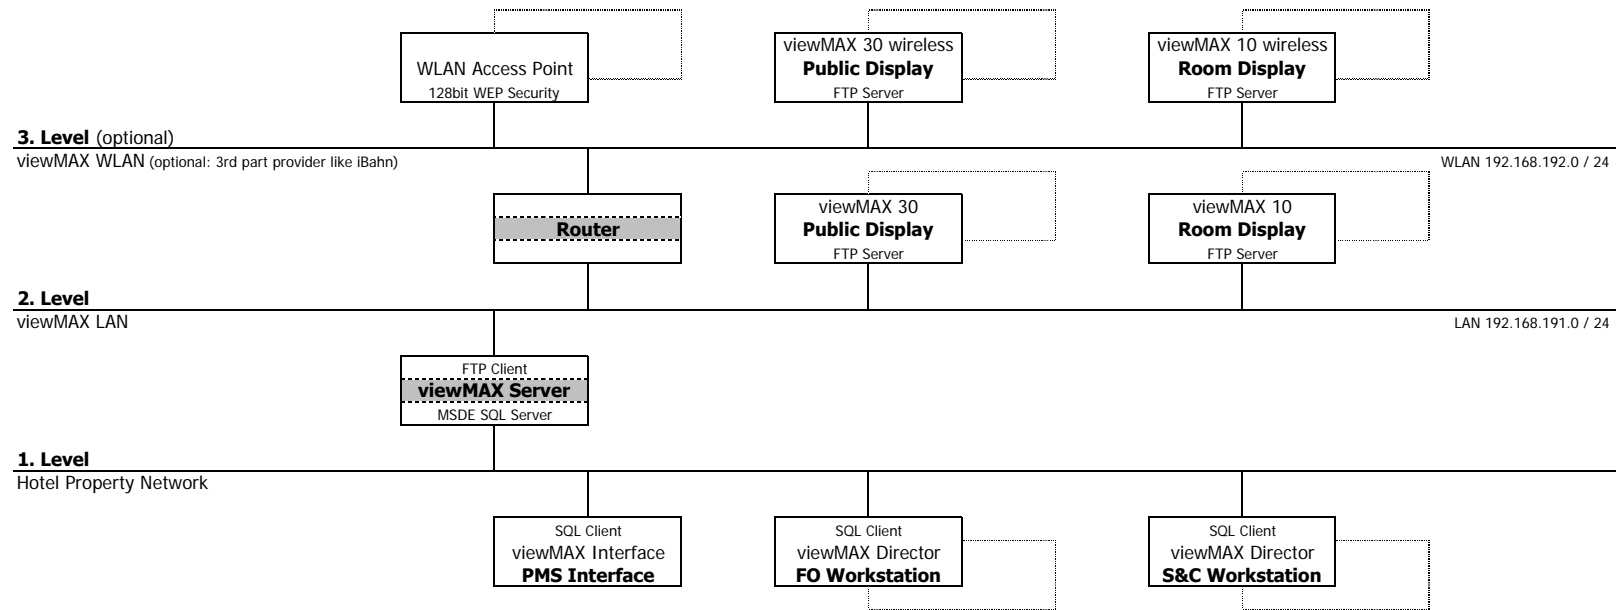 WLAN Access Point
128bit WEP Security
viewMAX 30 wireless
Public Display
FTP Server
viewMAX 10 wireless
Room Display
FTP Server
3. Level (optional)
viewMAX WLAN (optional: 3rd part provider like iBahn)
WLAN 192.168.192.0 / 24
Router
viewMAX 30
Public Display
FTP Server
viewMAX 10
Room Display
FTP Server
2. Level
viewMAX LAN
LAN 192.168.191.0 / 24
FTP Client
viewMAX Server
MSDE SQL Server
1. Level
Hotel Property Network
SQL Client
viewMAX Interface
PMS Interface
SQL Client
viewMAX Director
FO Workstation
SQL Client
viewMAX Director
S&C Workstation